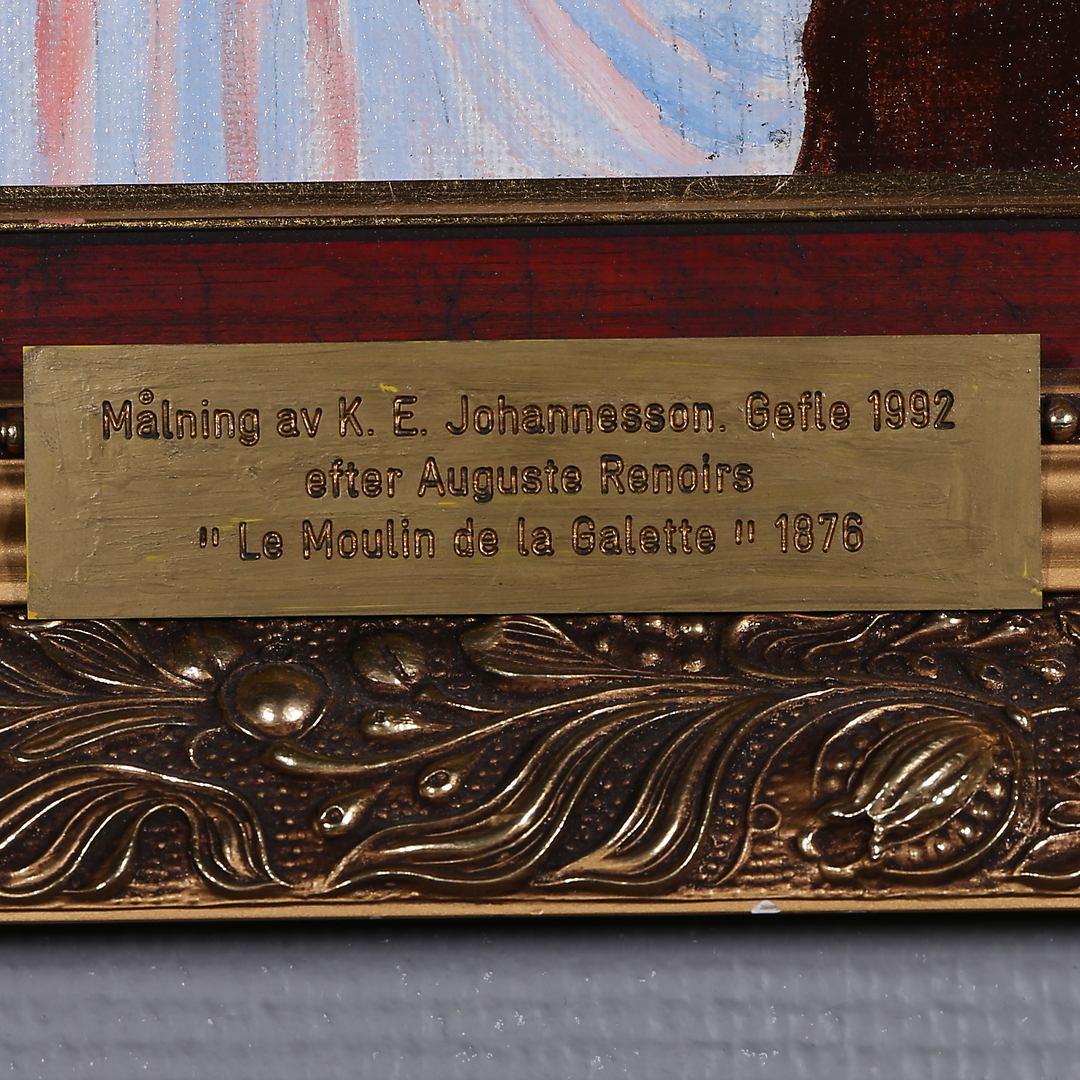 Målning av K. E. Johannesson. Gefle 1992
efter Auguste Renoirs
" Le Moulin de la Galette " 1876